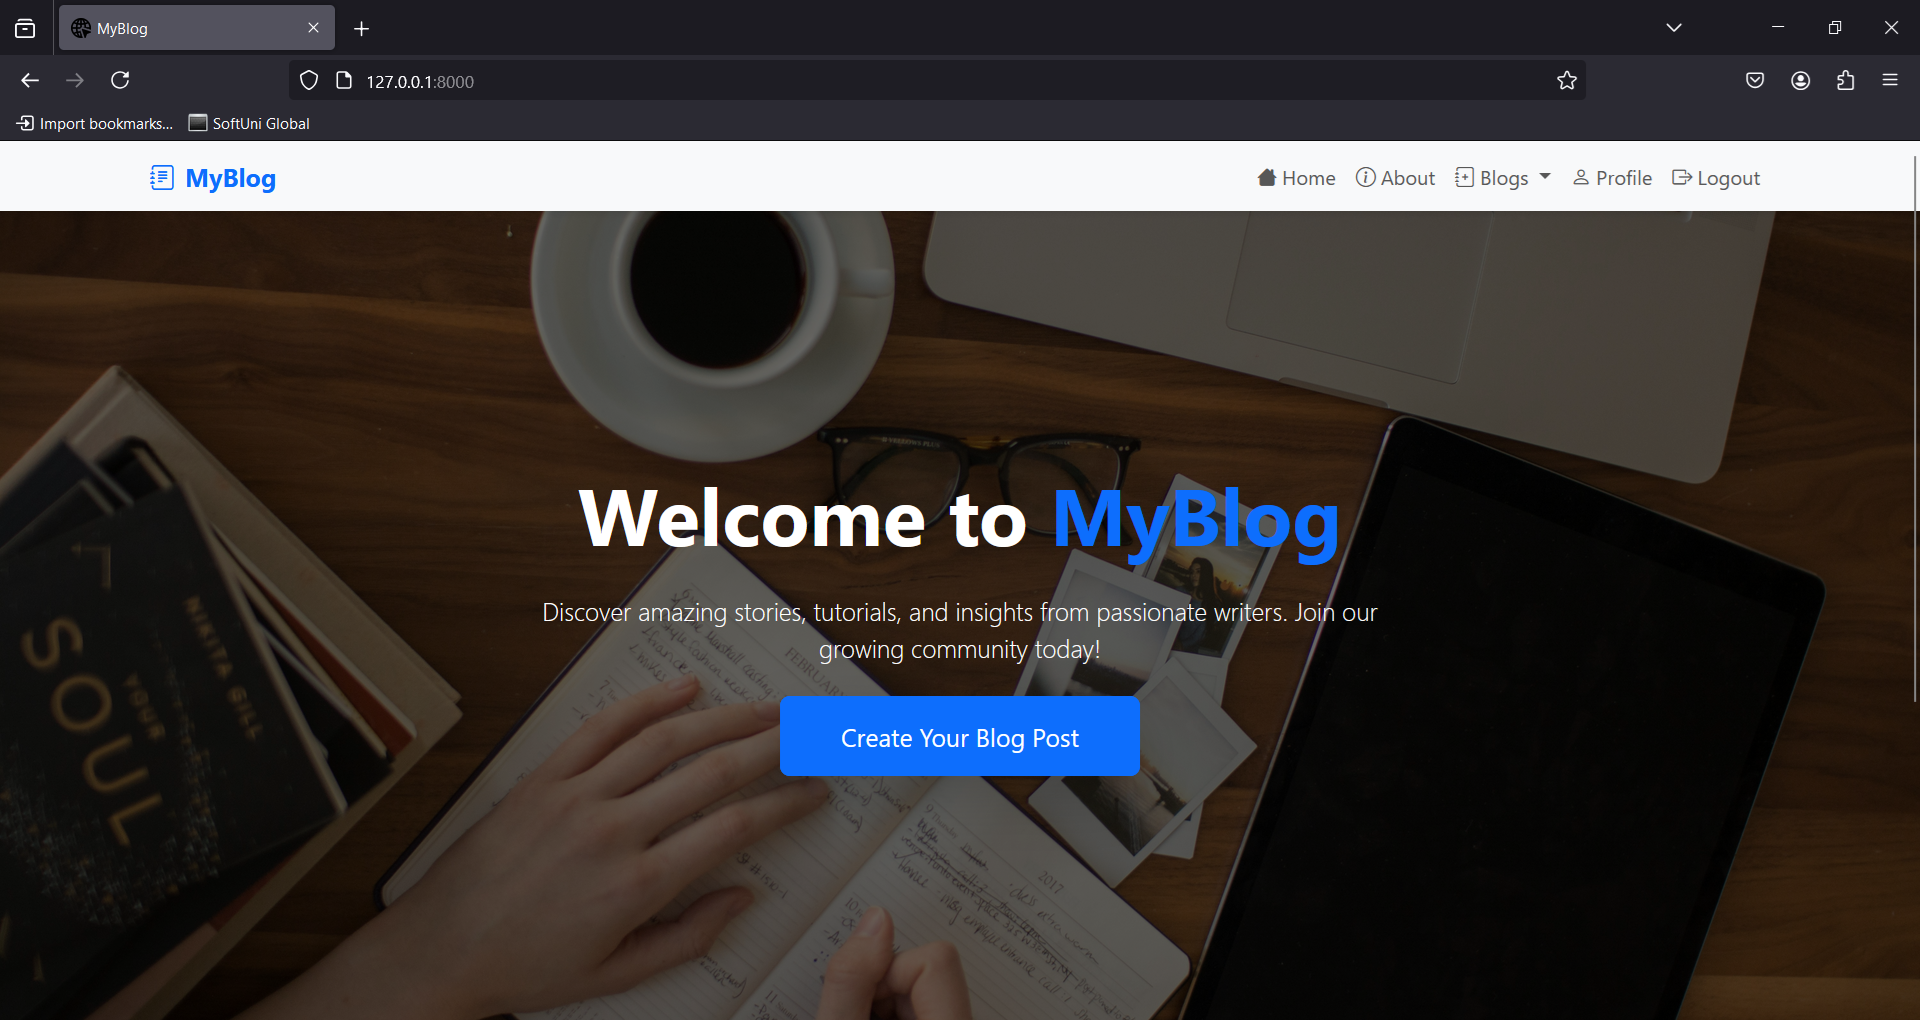 MyBlog
127.0.0.1:8000
Import bookmarks...
SoftUni Global
MyBlog
Home
About
Blogs
Profile
Logout
Welcome to MyBlog
Discover amazing stories, tutorials, and insights from passionate writers. Join our
growing community today!
Create Your Blog Post
NIKITA GILL
YOUR
SOUL
FEBRUARY
2017